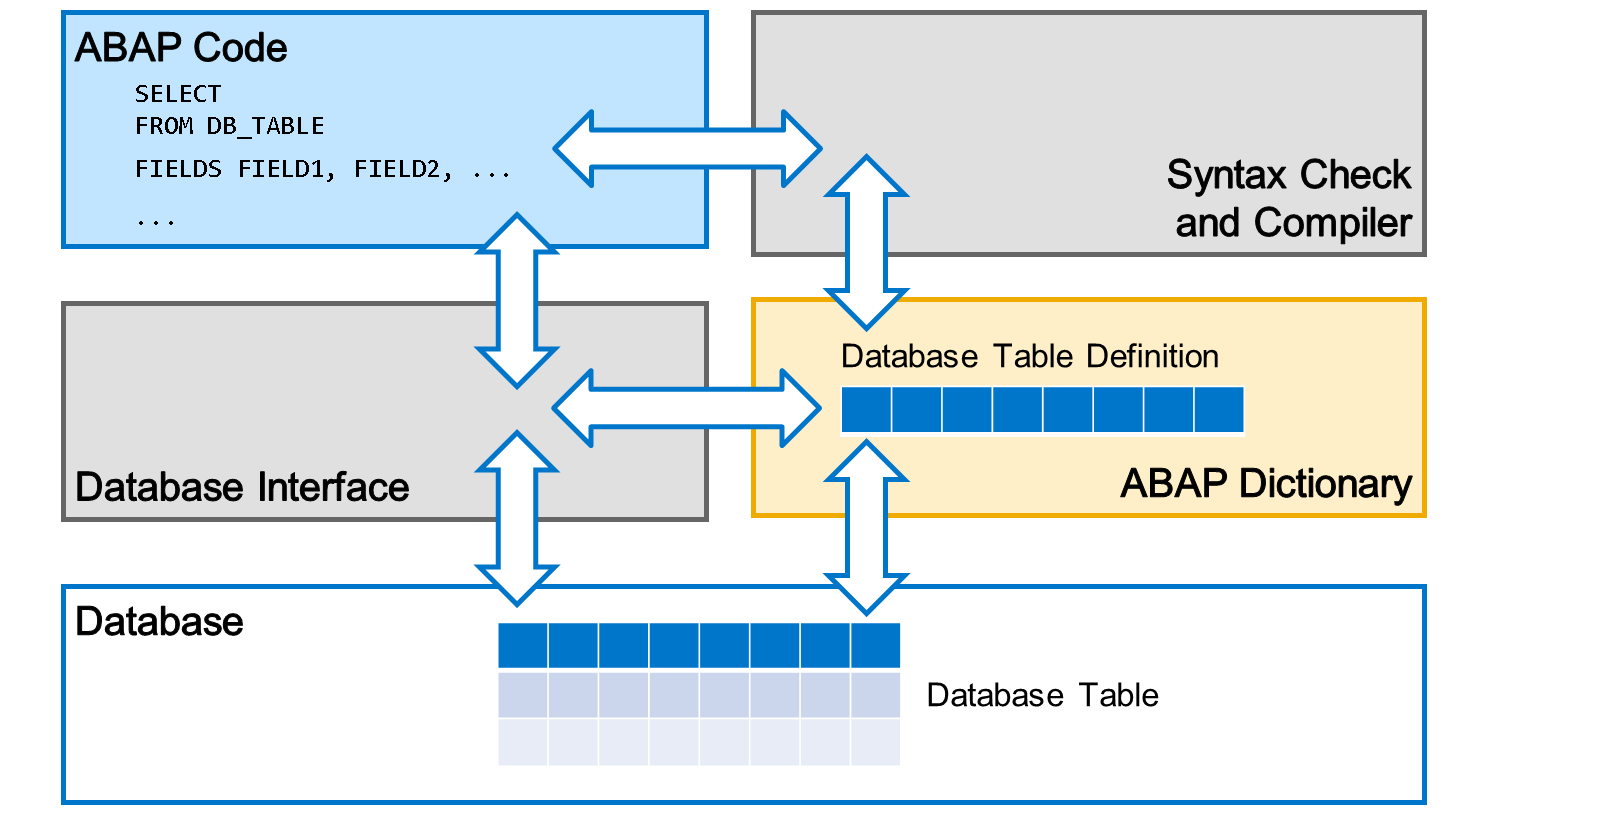 ABAP Code
SELECT
FROM DB_TABLE
FIELDS FIELD1, FIELD2, ...
...
Syntax Check
and Compiler
Database Interface
Database Table Definition
ABAP Dictionary
Database
Database Table